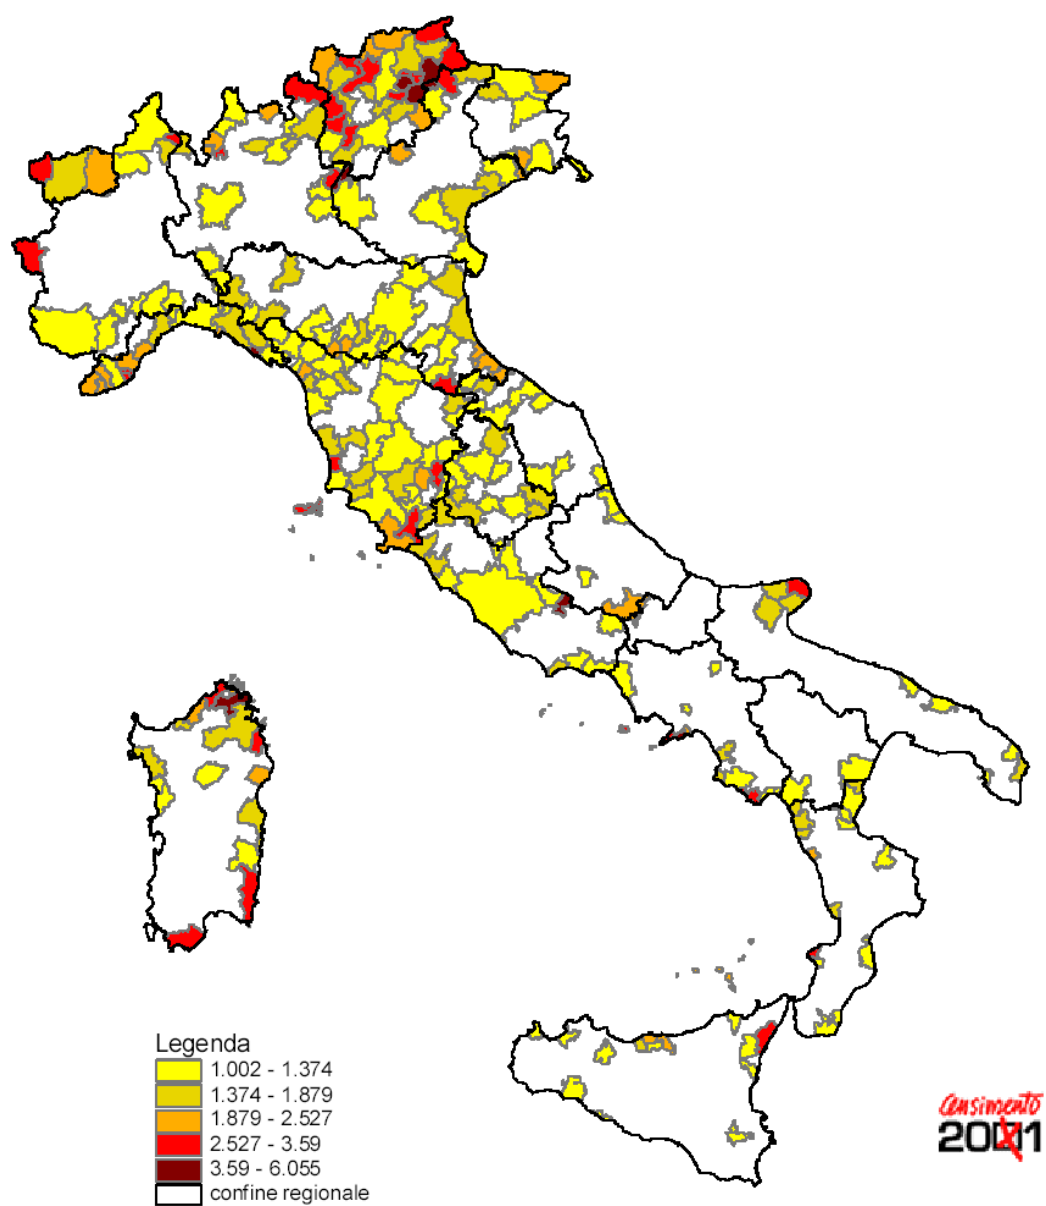 Legenda
1.002 - 1.374
1.374 - 1.879
1.879 - 2.527
2.527 - 3.59
3.59 - 6.055
confine regionale
Censimento
2001